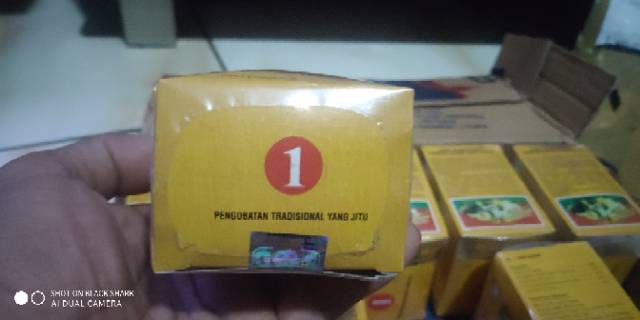 1
PENGOBATAN TRADISIONAL YANG JITU
SHOT ON BLACK SHARK
AI DUAL CAMERA